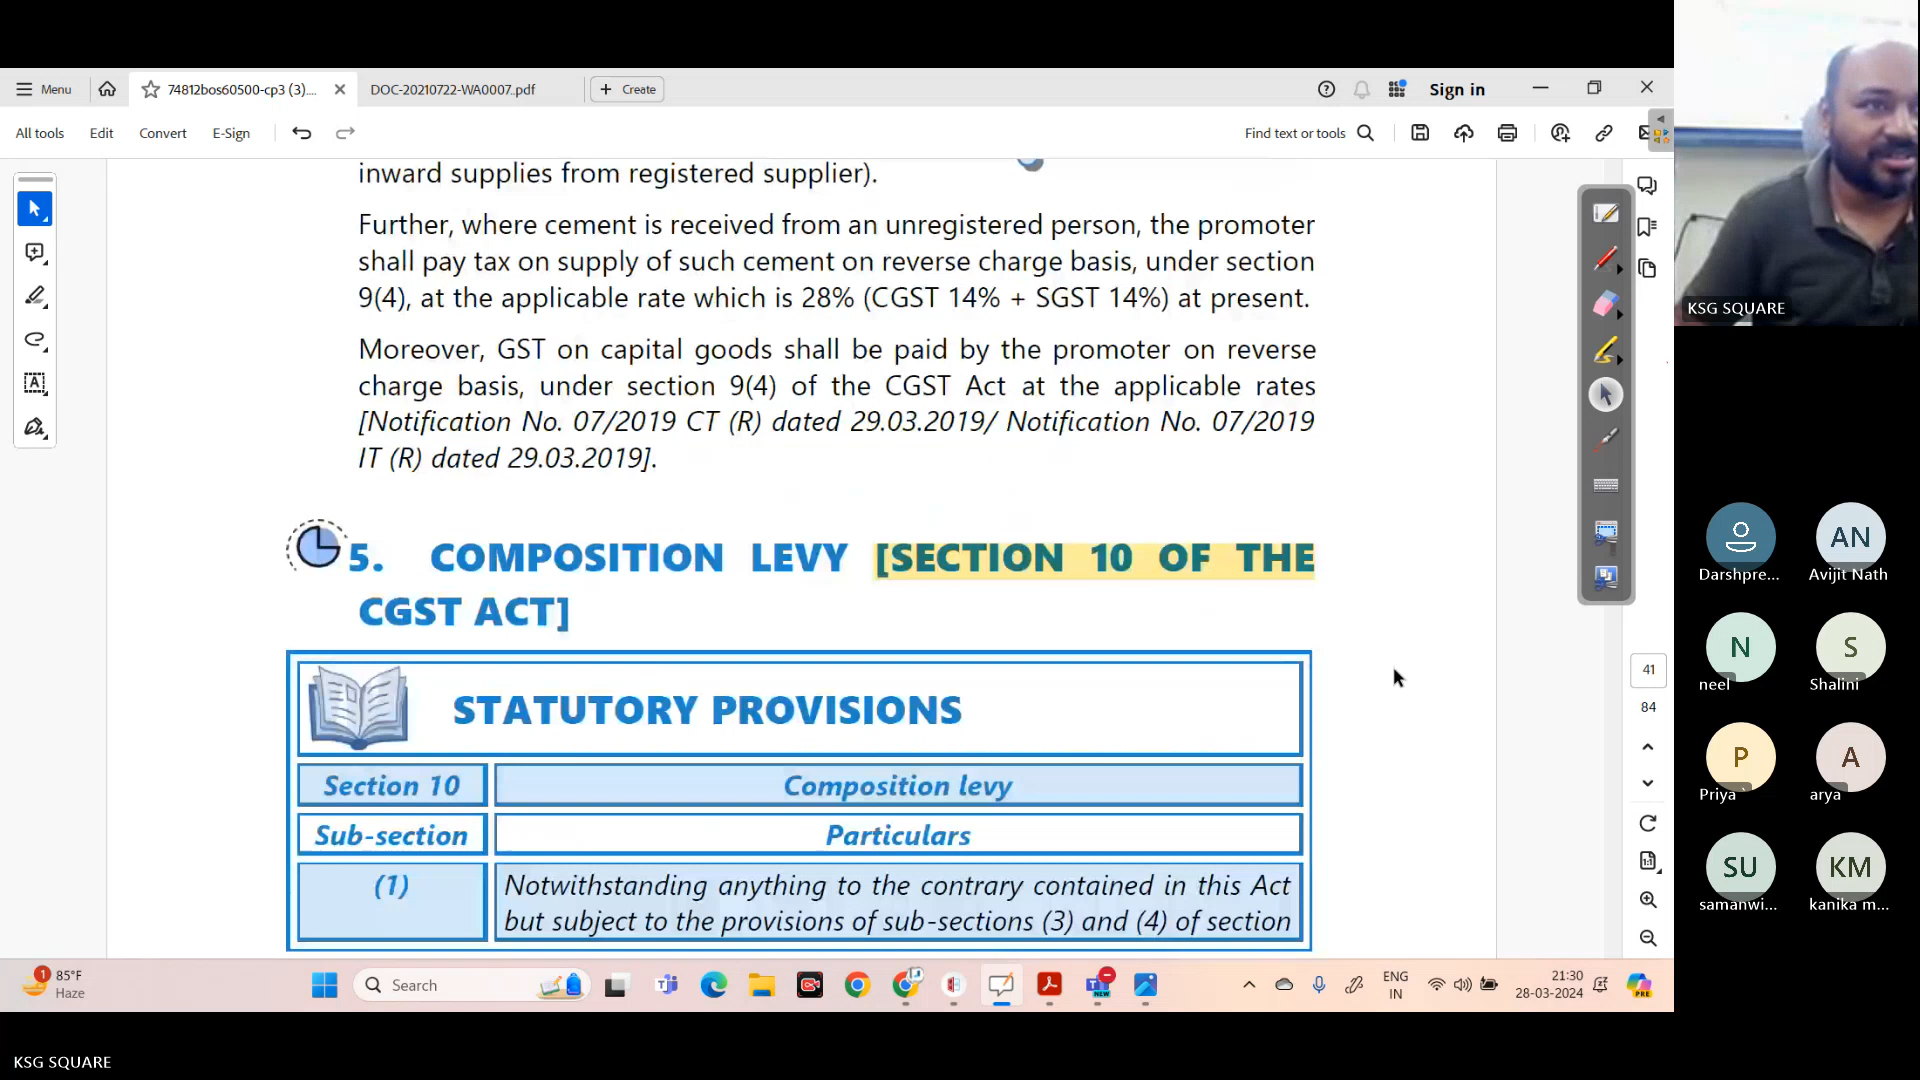 Menu
74812bos60500-cp3 (3)....
DOC-20210722-WA0007..pdf
Create
Sign in
All tools
Edit
Convert
E-Sign
Find text or tools
inward supplies from registered supplier).
Further, where cement is received from an unregistered person, the promoter
shall pay tax on supply of such cement on reverse charge basis, under section
9(4), at the applicable rate which is 28% (CGST 14% + SGST 14%) at present.
Moreover, GST on capital goods shall be paid by the promoter on reverse
charge basis, under section 9(4) of the CGST Act at the applicable rates
[Notification No. 07/2019 CT (R) dated 29.03.2019/ Notification No. 07/2019
IT (R) dated 29.03.2019].
5. COMPOSITION LEVY [SECTION 10 OF THE
CGST ACT]
STATUTORY PROVISIONS
Section 10
Composition levy
Sub-section
Particulars
(1)
Notwithstanding anything to the contrary contained in this Act
but subject to the provisions of sub-sections (3) and (4) of section
41
84
KSG SQUARE
Darshpre...
AN
Avijit Nath
N
neel
S
Shalini
P
Priya `
A
arya
SU
samanwi...
KM
kanika m...
1
85°F
Haze
Search
NEW
ENG
IN
21:30
28-03-2024
PRE
KSG SQUARE